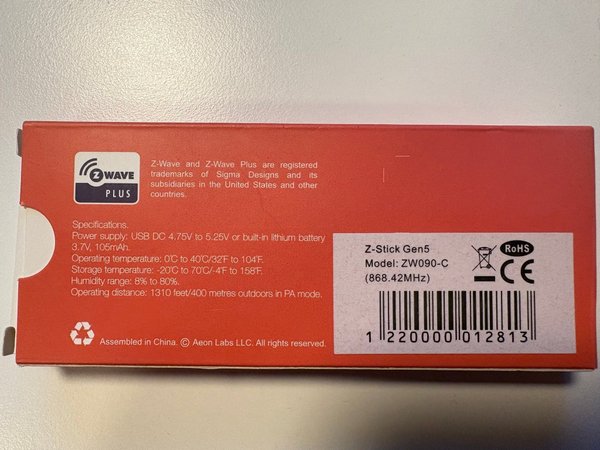 Z WAVE
PLUS
Z-Wave and Z-Wave Plus are registered
trademarks of Sigma Designs and its
subsidiaries in the United States and other
countries.
Specifications.
Power supply: USB DC 4.75V to 5.25V or built-in lithium battery
3.7V, 105mAh.
Operating temperature: 0℃ to 40℃/32℉ to 104℉.
Storage temperature: -20℃ to 70℃/-4℉ to 158℉.
Humidity range: 8% to 80%.
Operating distance: 1310 feet/400 metres outdoors in PA mode.
Assembled in China. © Aeon Labs LLC. All rights reserved.
Z-Stick Gen5
Model: ZW090-C
(868.42MHz)
RoHS
CE
1 220000 012813